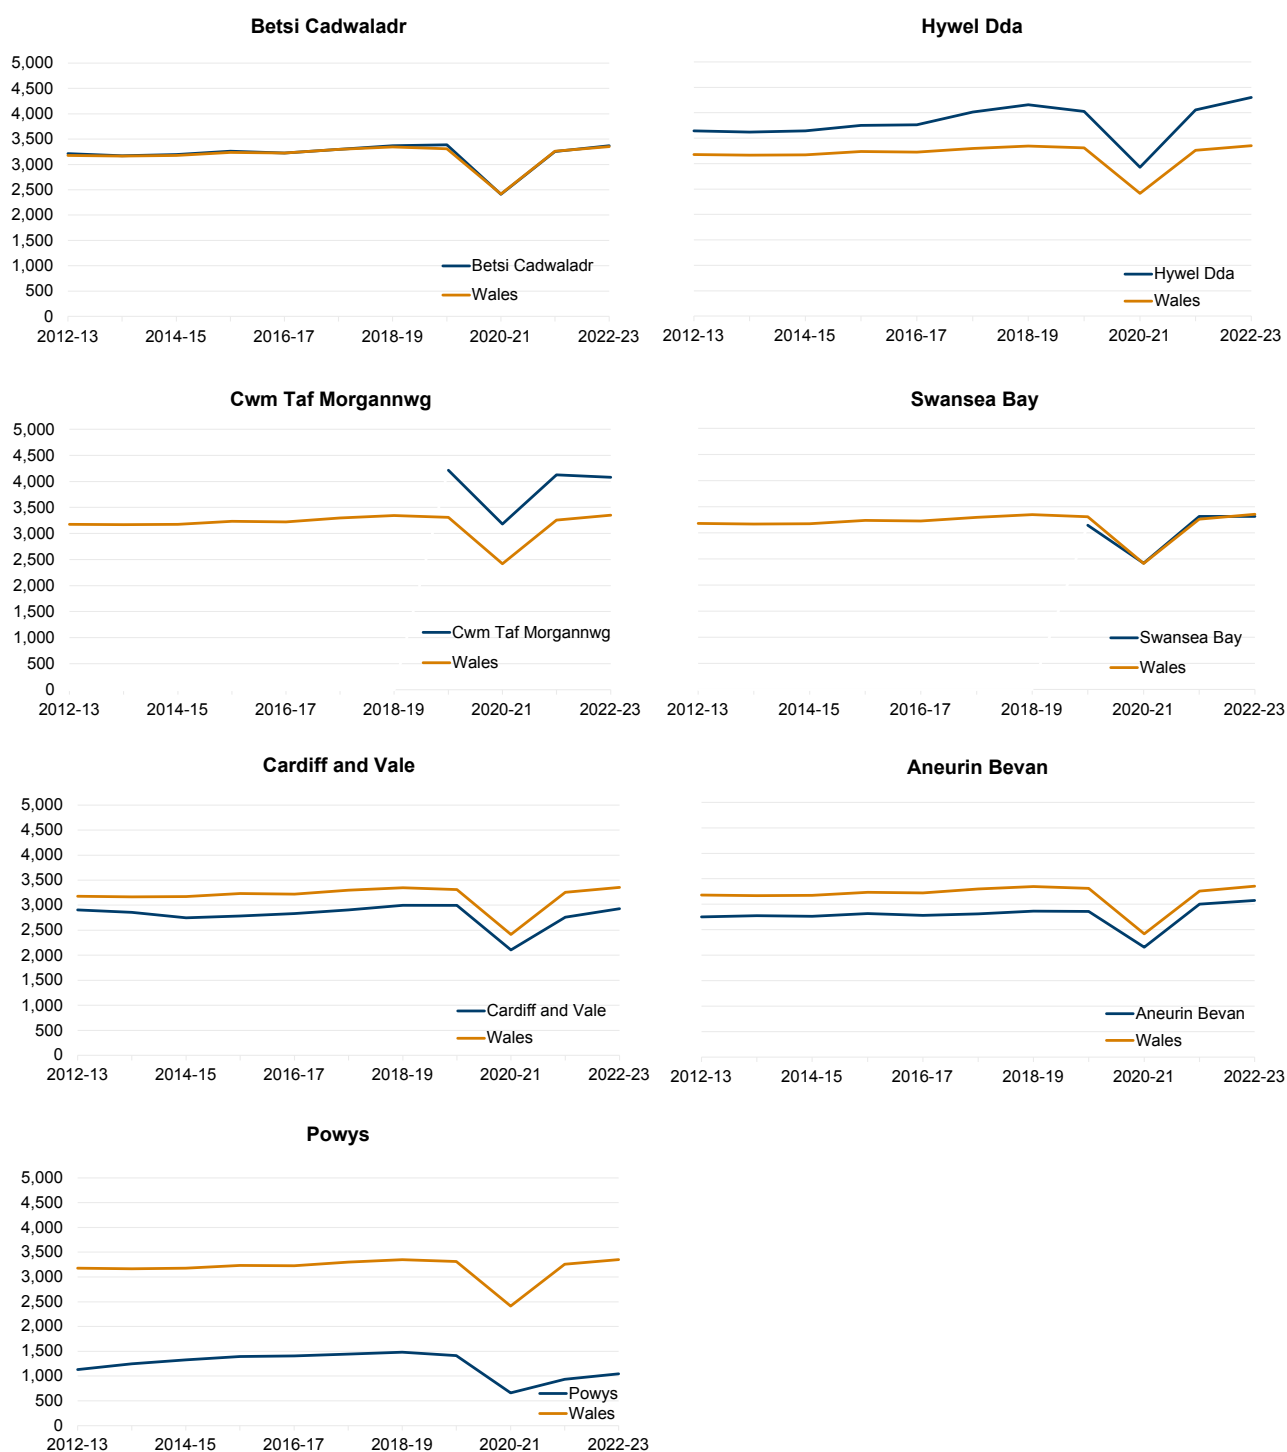 Betsi Cadwaladr
5,000
4,500
4,000
3,500
3,000
2,500
2,000
1,500
1,000
500
0
Betsi Cadwaladr
Wales
2012-13 2014-15 2016-17 2018-19 2020-21 2022-23
Hywel Dda
Hywel Dda
Wales
2012-13 2014-15 2016-17 2018-19 2020-21 2022-23
Cwm Taf Morgannwg
5,000
4,500
4,000
3,500
3,000
2,500
2,000
1,500
1,000
500
0
Cwm Taf Morgannwg
Wales
2012-13 2014-15 2016-17 2018-19 2020-21 2022-23
Swansea Bay
Swansea Bay
Wales
2012-13 2014-15 2016-17 2018-19 2020-21 2022-23
Cardiff and Vale
5,000
4,500
4,000
3,500
3,000
2,500
2,000
1,500
1,000
500
0
Cardiff and Vale
Wales
2012-13 2014-15 2016-17 2018-19 2020-21 2022-23
Aneurin Bevan
Aneurin Bevan
Wales
2012-13 2014-15 2016-17 2018-19 2020-21 2022-23
Powys
5,000
4,500
4,000
3,500
3,000
2,500
2,000
1,500
1,000
500
0
Powys
Wales
2012-13 2014-15 2016-17 2018-19 2020-21 2022-23